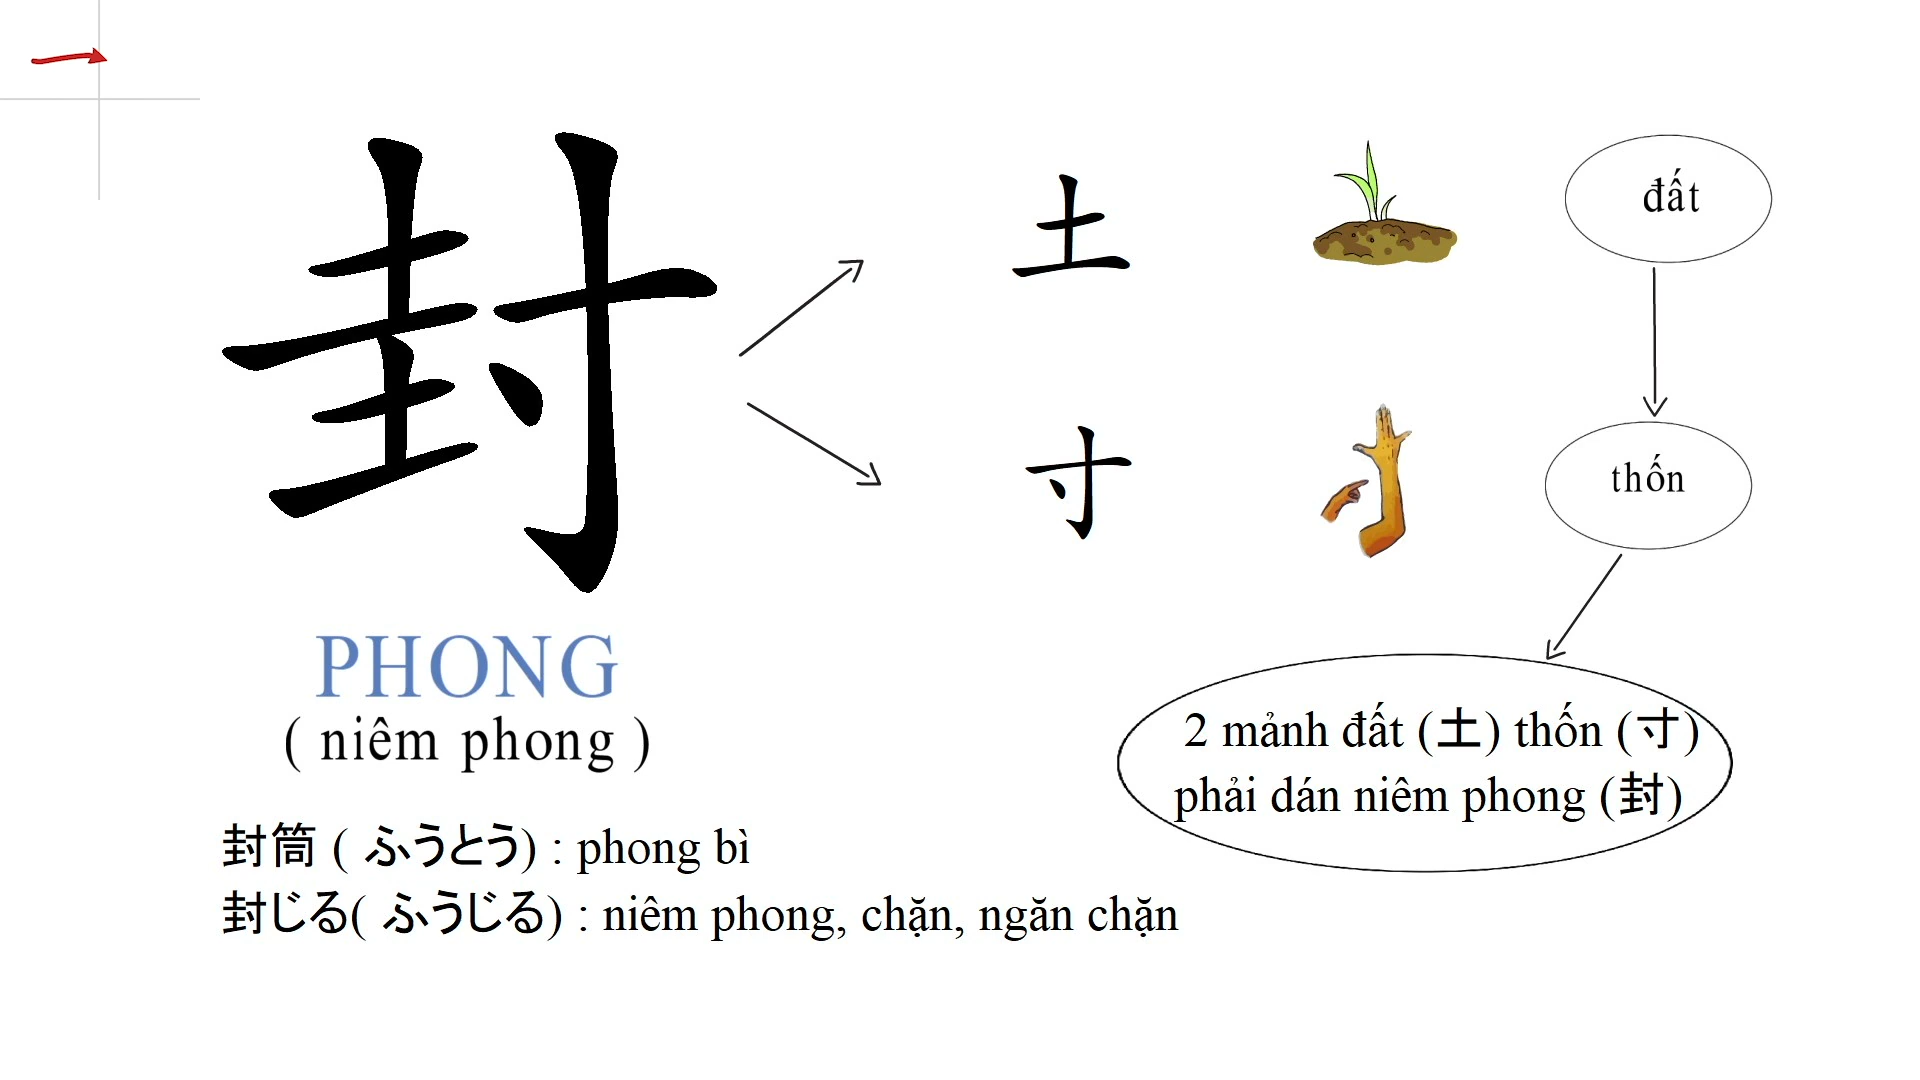 封
PHONG
( niêm phong )
封筒 ( ふうとう) : phong bì
封じる( ふうじる) : niêm phong, chặn, ngăn chặn
土
đất
寸
thốn
2 mảnh đất (土) thốn (寸)
phải dán niêm phong (封)